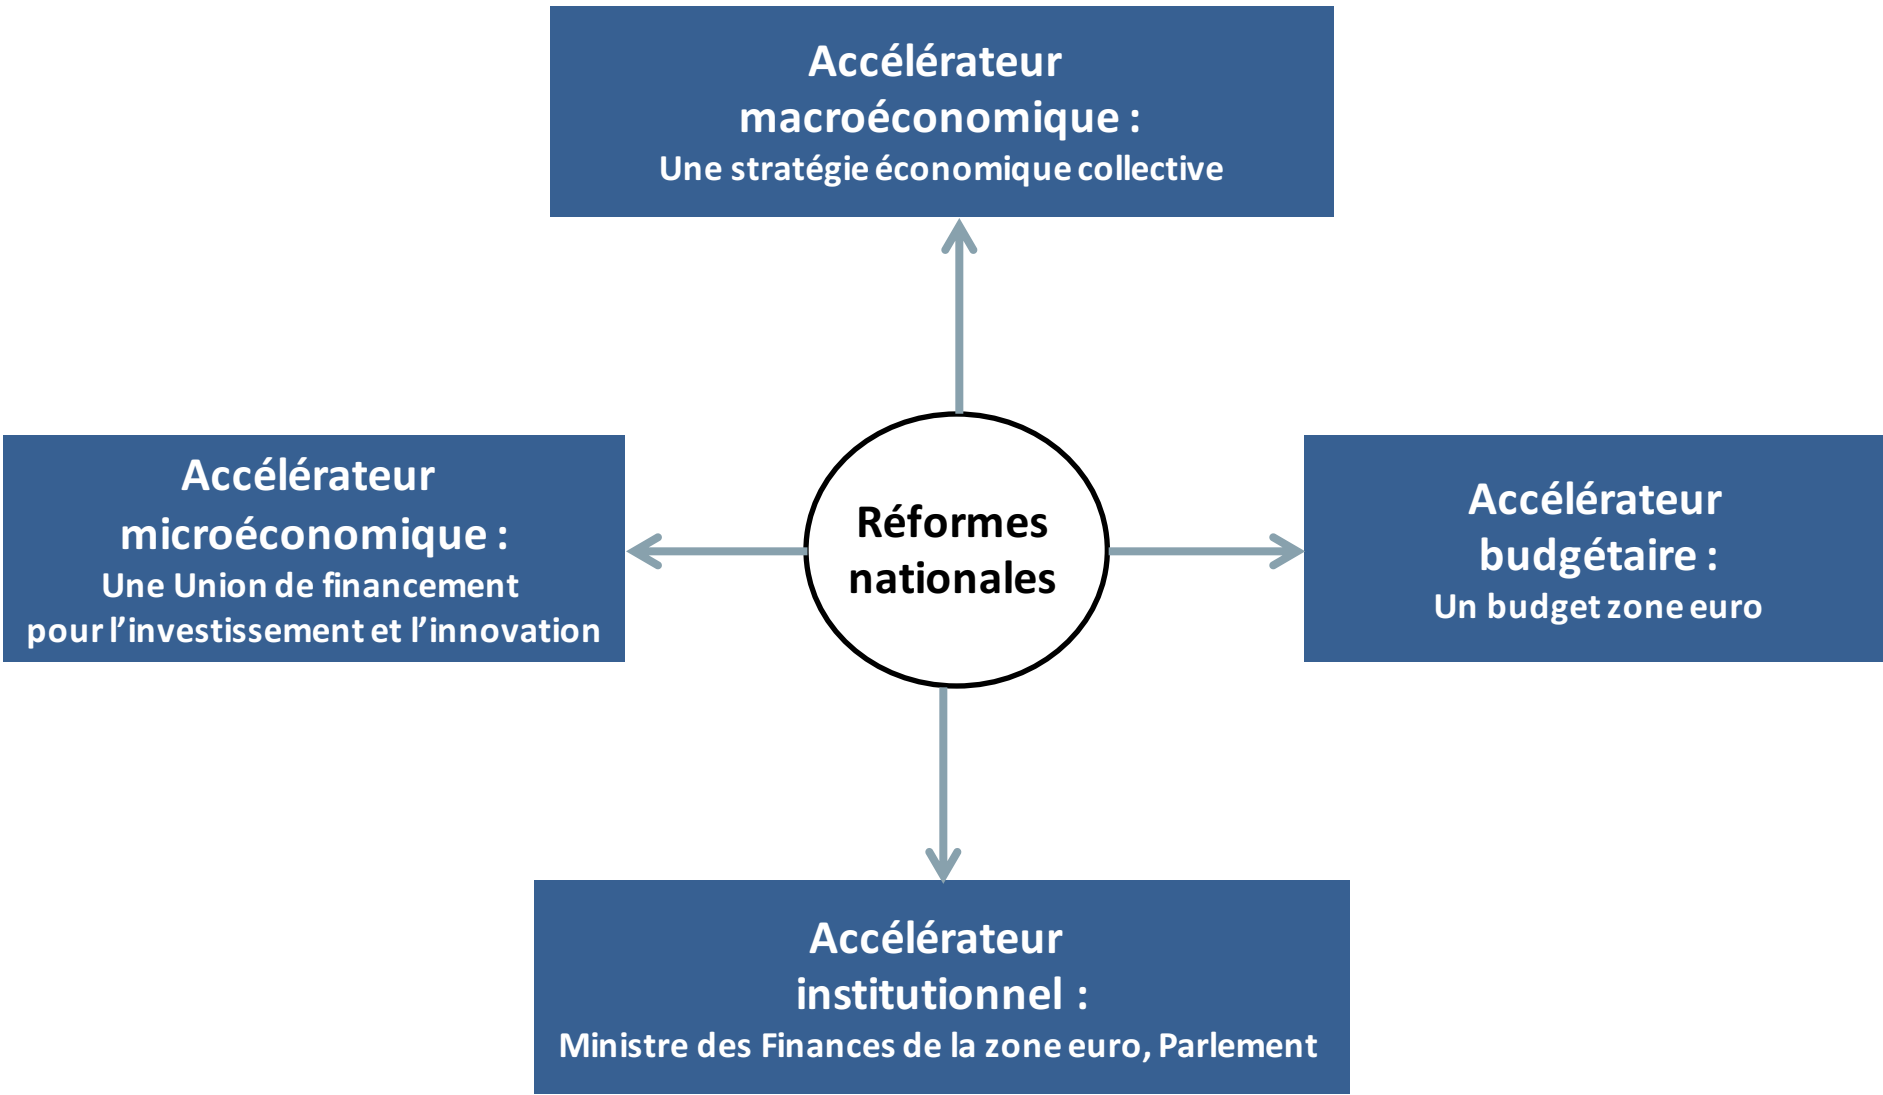 Accélérateur
macroéconomique :
Une stratégie économique collective
Accélérateur
microéconomique :
Une Union de financement
pour l’investissement et l’innovation
Réformes
nationales
Accélérateur
budgétaire :
Un budget zone euro
Accélérateur
institutionnel :
Ministre des Finances de la zone euro, Parlement